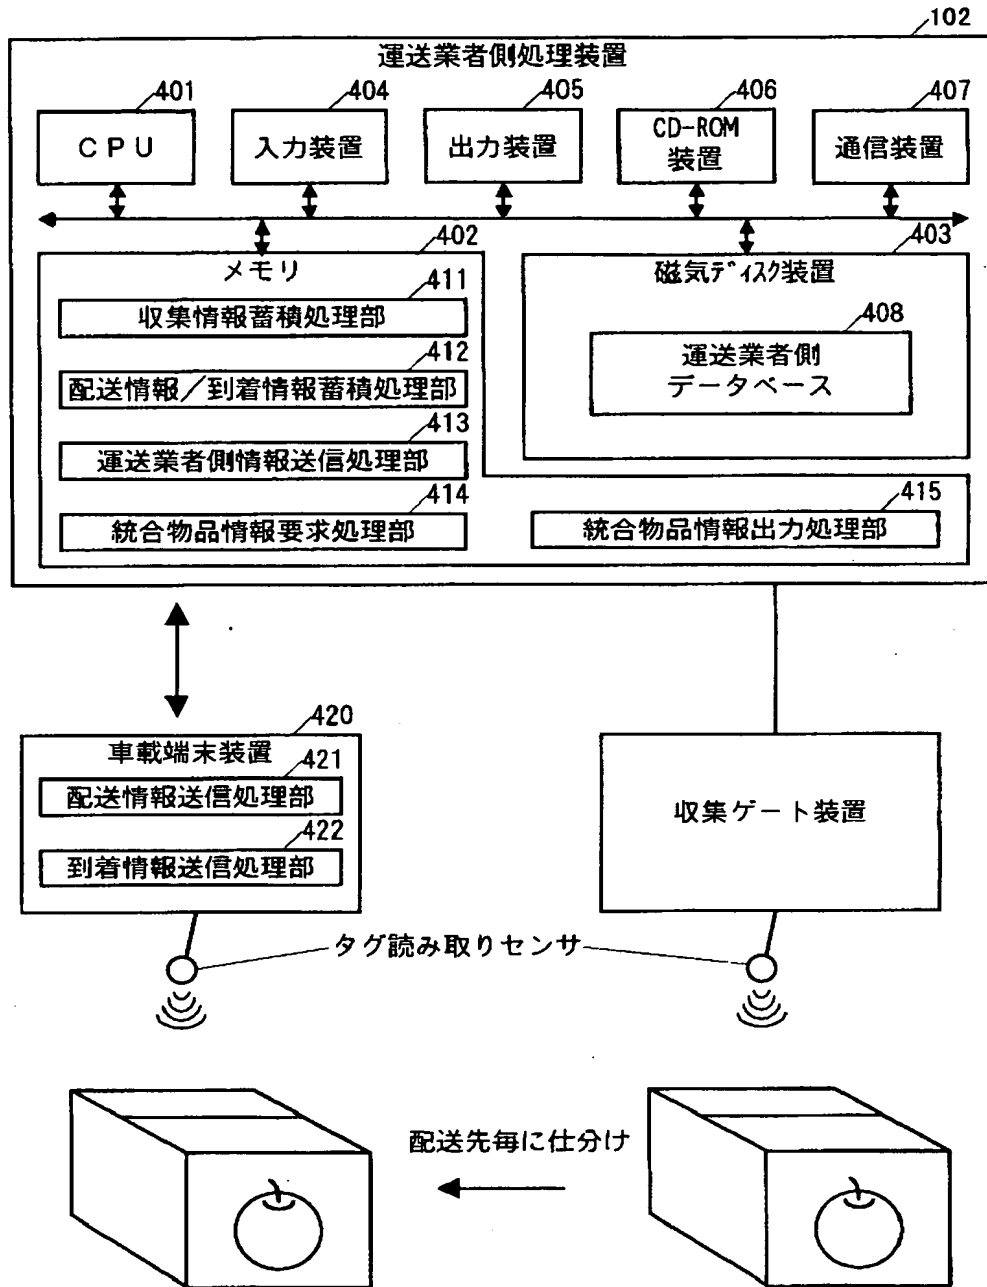 102
運送業者側処理装置
401
404
405
406
407
CPU
入力装置
出力装置
CD-ROM
装置
通信装置
402
403
メモリ
磁気ディスク装置
411
収集情報蓄積処理部
408
運送業者側
データベース
412
配送情報/到着情報蓄積処理部
413
運送業者側情報送信処理部
414
統合物品情報要求処理部
415
統合物品情報出力処理部
420
車載端末装置
421
配送情報送信処理部
422
到着情報送信処理部
収集ゲート装置
タグ読み取りセンサ
配送先毎に仕分け